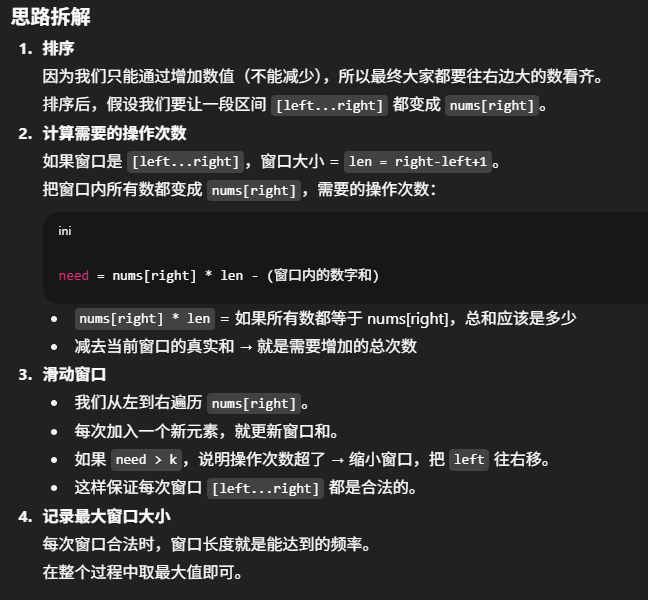 思路拆解
1. 排序
因为我们只能通过增加数值（不能减少），所以最终大家都要往右边大的数看齐。
排序后，假设我们要让一段区间 [left...right] 都变成 nums[right]。
2. 计算需要的操作次数
如果窗口是 [left...right]，窗口大小 = len = right-left+1。
把窗口内所有数都变成 nums[right]，需要的操作次数：
ini
need = nums[right] * len - (窗口内的数字和)
• nums[right] * len = 如果所有数都等于 nums[right]，总和应该是多少
• 减去当前窗口的真实和 → 就是需要增加的总次数
3. 滑动窗口
• 我们从左到右遍历 nums[right]。
• 每次加入一个新元素，就更新窗口和。
• 如果 need > k，说明操作次数超了 → 缩小窗口，把 left 往右移。
• 这样保证每次窗口 [left...right] 都是合法的。
4. 记录最大窗口大小
每次窗口合法时，窗口长度就是能达到的频率。
在整个过程中取最大值即可。